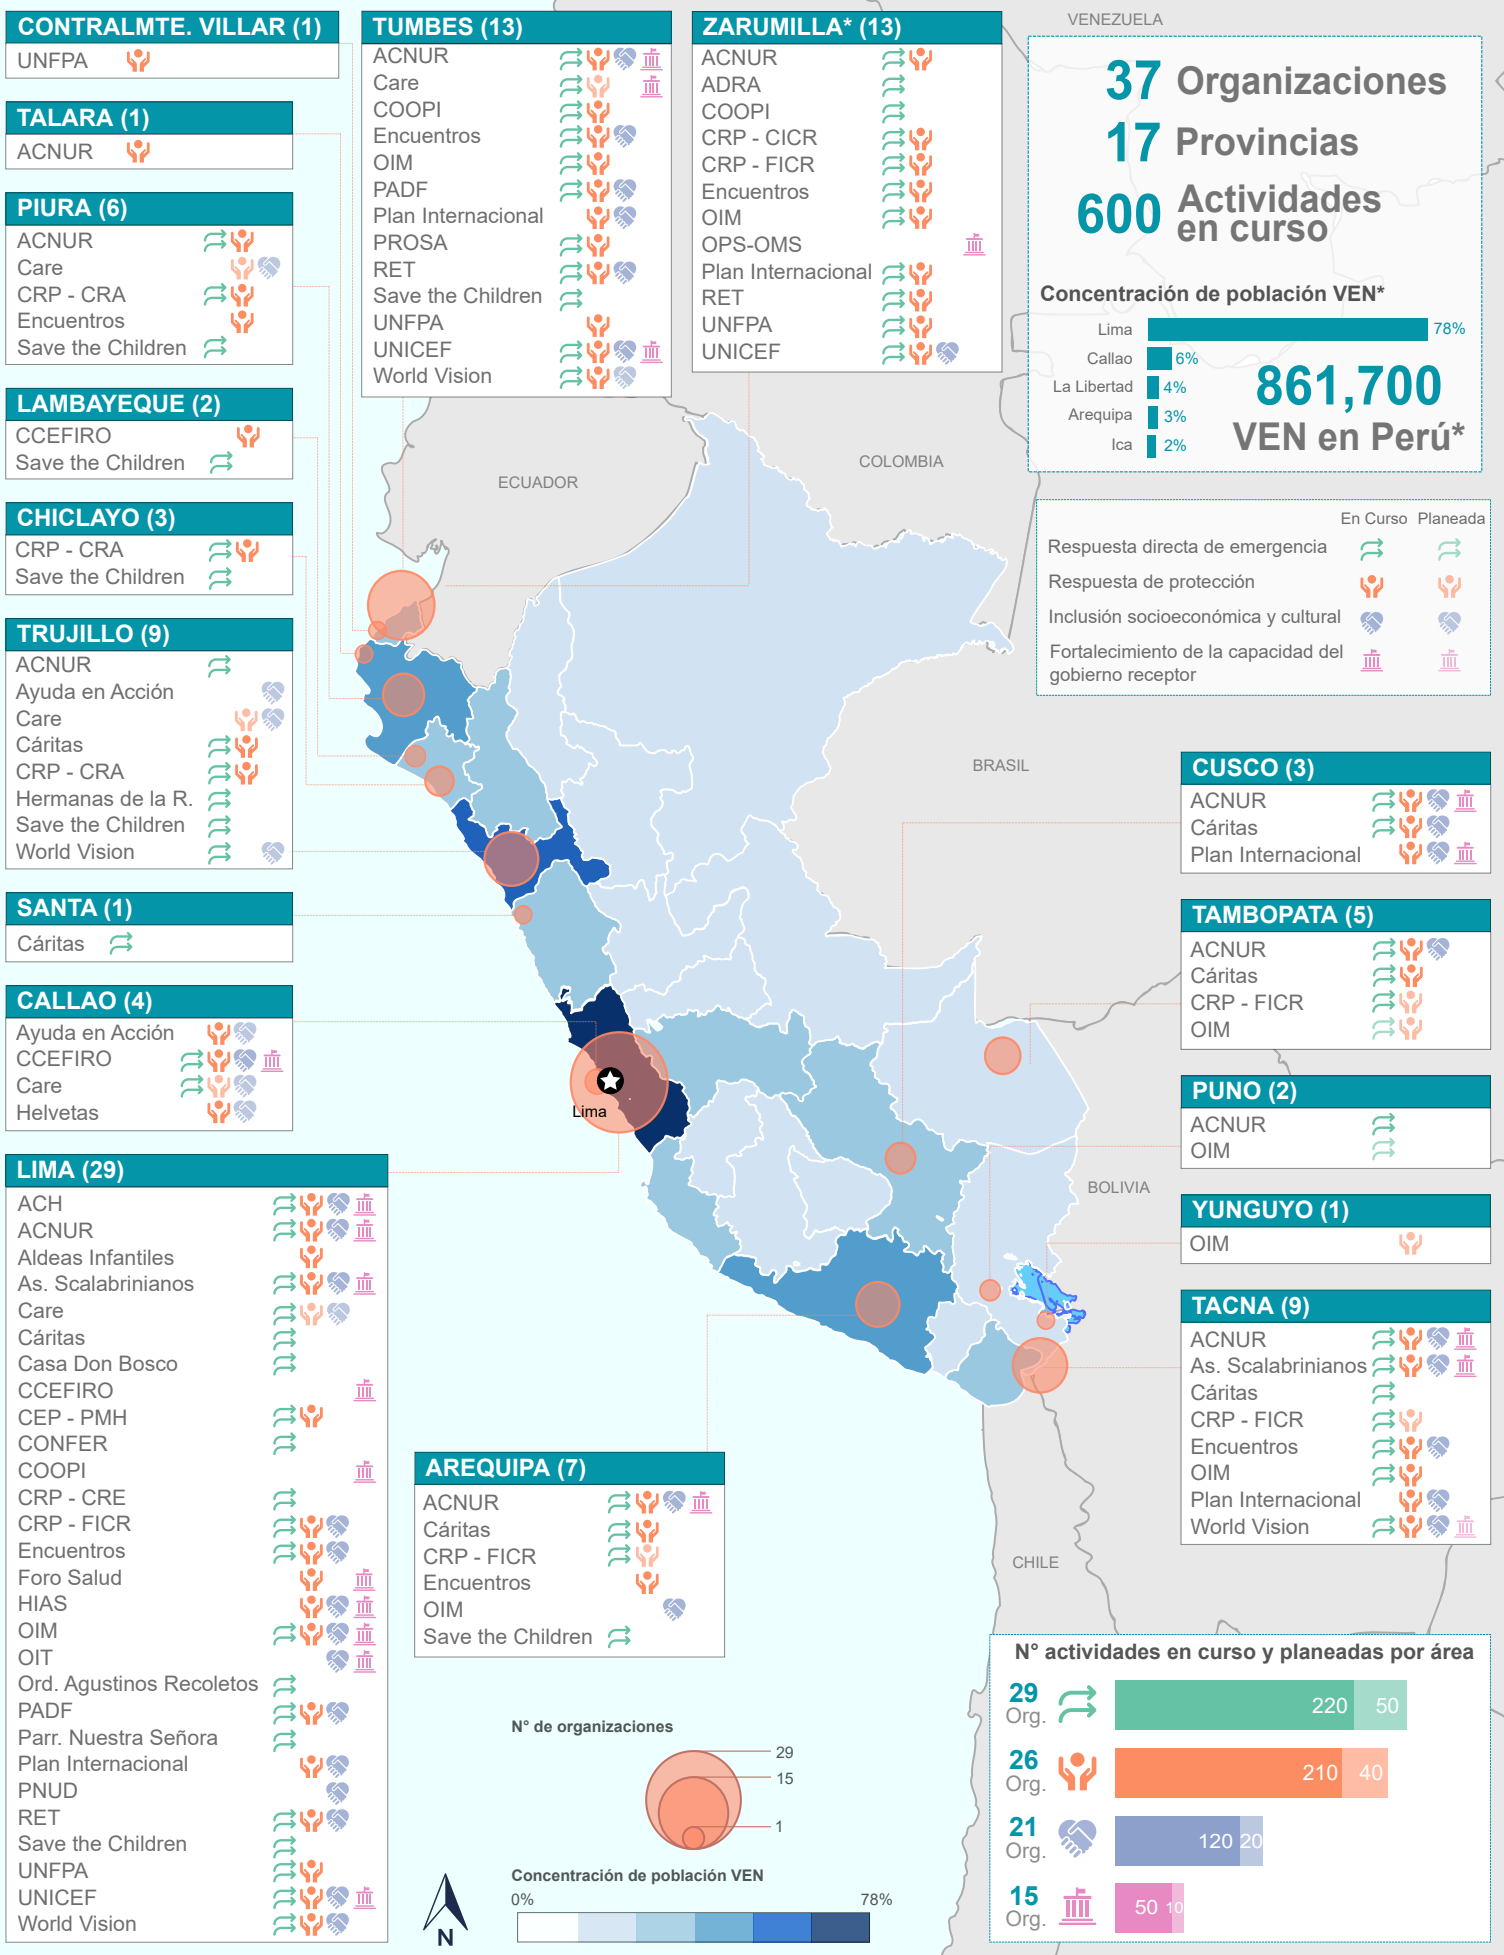 CONTRALMTE. VILLAR (1)
UNFPA
TALARA (1)
ACNUR
PIURA (6)
ACNUR
Care
CRP - CRA
Encuentros
Save the Children
LAMBAYEQUE (2)
CCEFIRO
Save the Children
CHICLAYO (3)
CRP - CRA
Save the Children
TRUJILLO (9)
ACNUR
Ayuda en Acción
Care
Cáritas
CRP - CRA
Hermanas de la R.
Save the Children
World Vision
SANTA (1)
Cáritas
CALLAO (4)
Ayuda en Acción
CCEFIRO
Care
Helvetas
LIMA (29)
ACH
ACNUR
Aldeas Infantiles
As. Scalabrinianos
Care
Cáritas
Casa Don Bosco
CCEFIRO
CEP - PMH
CONFER
COOPI
CRP - CRE
CRP - FICR
Encuentros
Foro Salud
HIAS
OIM
OIT
Ord. Agustinos Recoletos
PADF
Parr. Nuestra Señora
Plan Internacional
PNUD
RET
Save the Children
UNFPA
UNICEF
World Vision
TUMBES (13)
ACNUR
Care
COOPI
Encuentros
OIM
PADF
Plan Internacional
PROSA
RET
Save the Children
UNFPA
UNICEF
World Vision
ZARUMILLA* (13)
ACNUR
ADRA
COOPI
CRP - CICR
CRP - FICR
Encuentros
OIM
OPS-OMS
Plan Internacional
RET
UNFPA
UNICEF
VENEZUELA
37 Organizaciones
17 Provincias
600 Actividades
en curso
Concentración de población VEN*
Lima 78%
Callao 6%
La Libertad 4%
Arequipa 3%
Ica 2%
861,700
VEN en Perú*
En Curso Planeada
Respuesta directa de emergencia
Respuesta de protección
Inclusión socioeconómica y cultural
Fortalecimiento de la capacidad del
gobierno receptor
ECUADOR
COLOMBIA
BRASIL
Lima
BOLIVIA
CHILE
CUSCO (3)
ACNUR
Cáritas
Plan Internacional
TAMBOPATA (5)
ACNUR
Cáritas
CRP - FICR
OIM
PUNO (2)
ACNUR
OIM
YUNGUYO (1)
OIM
TACNA (9)
ACNUR
As. Scalabrinianos
Cáritas
CRP - FICR
Encuentros
OIM
Plan Internacional
World Vision
AREQUIPA (7)
ACNUR
Cáritas
CRP - FICR
Encuentros
OIM
Save the Children
N° de organizaciones
29
15
1
Concentración de población VEN
0% 78%
N
N° actividades en curso y planeadas por área
29
Org.
220 50
26
Org.
210 40
21
Org.
120 20
15
Org.
50 10